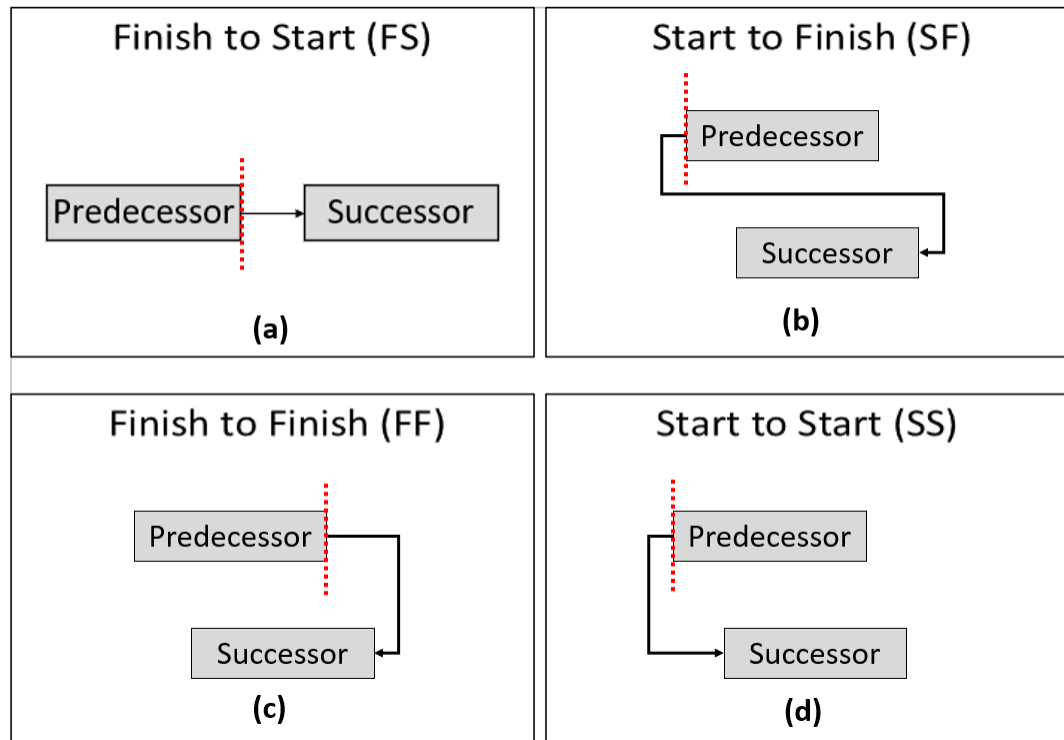 Finish to Start (FS)
Predecessor
Successor
(a)
Start to Finish (SF)
Predecessor
Successor
(b)
Finish to Finish (FF)
Predecessor
Successor
(c)
Start to Start (SS)
Predecessor
Successor
(d)